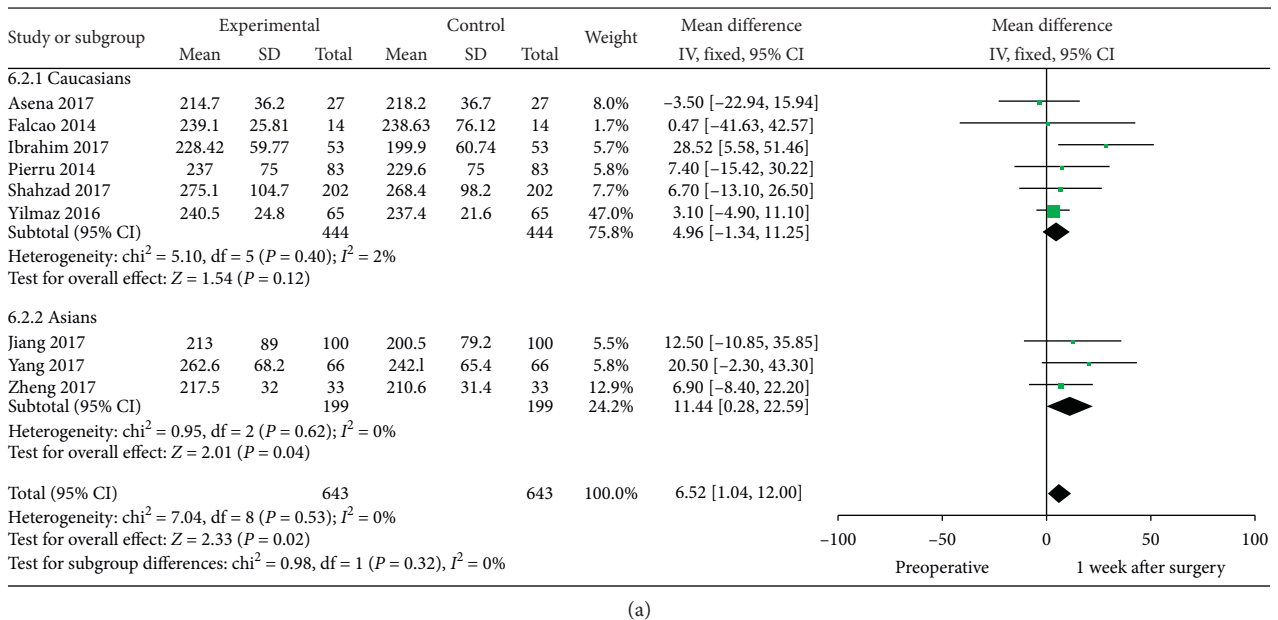 Study or subgroup Experimental Control Weight Mean difference Mean difference
Mean SD Total Mean SD Total IV, fixed, 95% CI IV, fixed, 95% CI
6.2.1 Caucasians
Asena 2017 214.7 36.2 27 218.2 36.7 27 8.0% –3.50 [–22.94, 15.94]
Falcao 2014 239.1 25.81 14 238.63 76.12 14 1.7% 0.47 [–41.63, 42.57]
Ibrahim 2017 228.42 59.77 53 199.9 60.74 53 5.7% 28.52 [5.58, 51.46]
Pierru 2014 237 75 83 229.6 75 83 5.8% 7.40 [–15.42, 30.22]
Shahzad 2017 275.1 104.7 202 268.4 98.2 202 7.7% 6.70 [–13.10, 26.50]
Yilmaz 2016 240.5 24.8 65 237.4 21.6 65 47.0% 3.10 [–4.90, 11.10]
Subtotal (95% CI) 444 444 75.8% 4.96 [–1.34, 11.25]
Heterogeneity: chi² = 5.10, df = 5 (P = 0.40); I² = 2%
Test for overall effect: Z = 1.54 (P = 0.12)
6.2.2 Asians
Jiang 2017 213 89 100 200.5 79.2 100 5.5% 12.50 [–10.85, 35.85]
Yang 2017 262.6 68.2 66 242.l 65.4 66 5.8% 20.50 [–2.30, 43.30]
Zheng 2017 217.5 32 33 210.6 31.4 33 12.9% 6.90 [–8.40, 22.20]
Subtotal (95% CI) 199 199 24.2% 11.44 [0.28, 22.59]
Heterogeneity: chi² = 0.95, df = 2 (P = 0.62); I² = 0%
Test for overall effect: Z = 2.01 (P = 0.04)
Total (95% CI) 643 643 100.0% 6.52 [1.04, 12.00]
Heterogeneity: chi² = 7.04, df = 8 (P = 0.53); I² = 0%
Test for overall effect: Z = 2.33 (P = 0.02)
Test for subgroup differences: chi² = 0.98, df = 1 (P = 0.32), I² = 0%
–100 –50 0 50 100
Preoperative 1 week after surgery
(a)